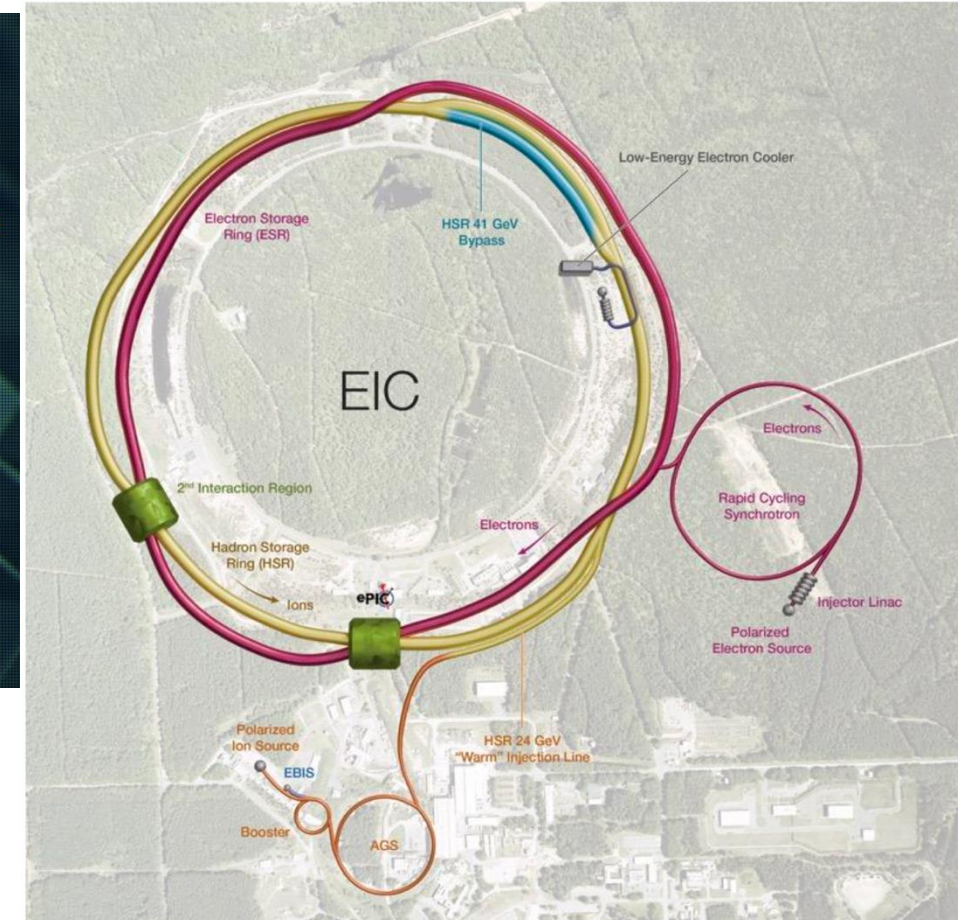 Low-Energy Electron Cooler
Electron Storage
Ring (ESR)
HSR 41 GeV
Bypass
EIC
Electrons
2nd Interaction Region
Rapid Cycling
Synchrotron
Electrons
Hadron Storage
Ring (HSR)
Ions
ePIC
Injector Linac
Polarized
Electron Source
Polarized
Ion Source
HSR 24 GeV
"Warm" Injection Line
EBIS
Booster
AGS